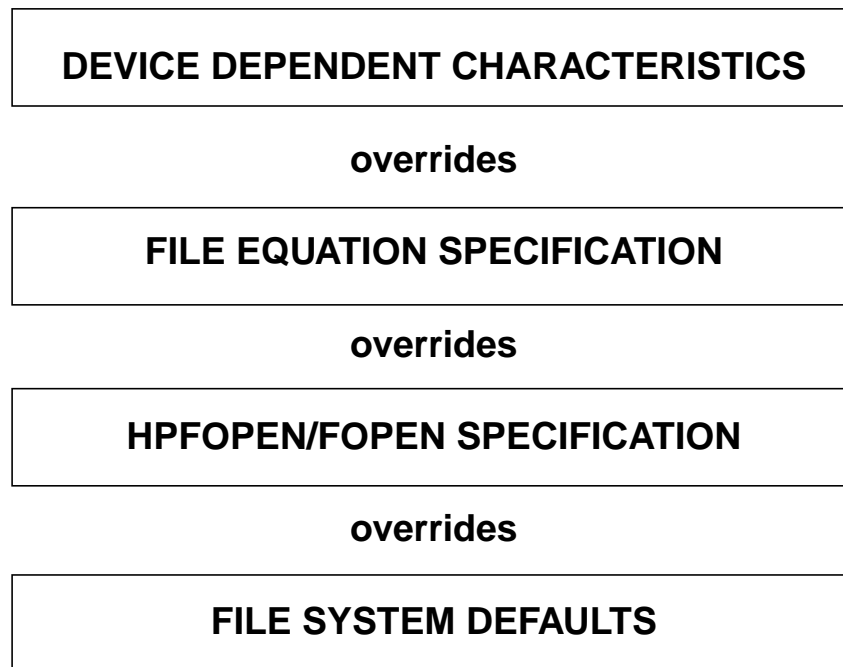 DEVICE DEPENDENT CHARACTERISTICS
overrides
FILE EQUATION SPECIFICATION
overrides
HPFOPEN/FOPEN SPECIFICATION
overrides
FILE SYSTEM DEFAULTS